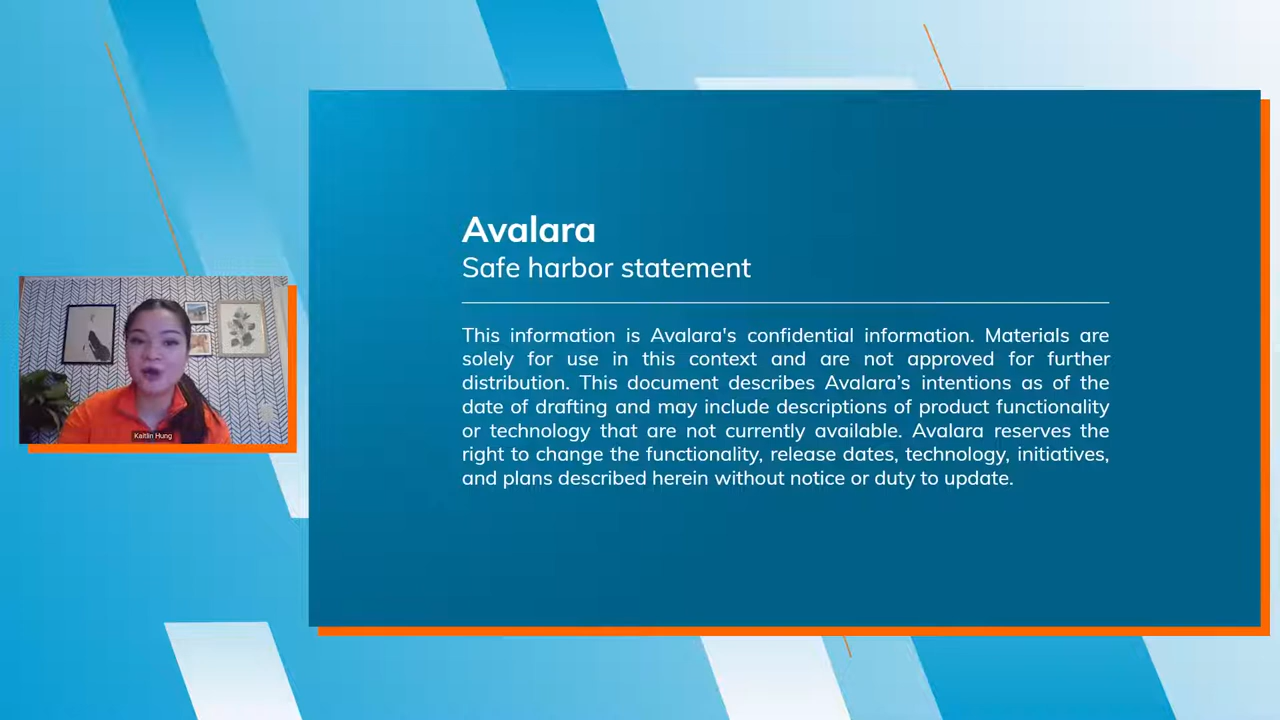 Avalara
Safe harbor statement
This information is Avalara's confidential information. Materials are
solely for use in this context and are not approved for further
distribution. This document describes Avalara’s intentions as of the
date of drafting and may include descriptions of product functionality
or technology that are not currently available. Avalara reserves the
right to change the functionality, release dates, technology, initiatives,
and plans described herein without notice or duty to update.
Kaitlin Hung